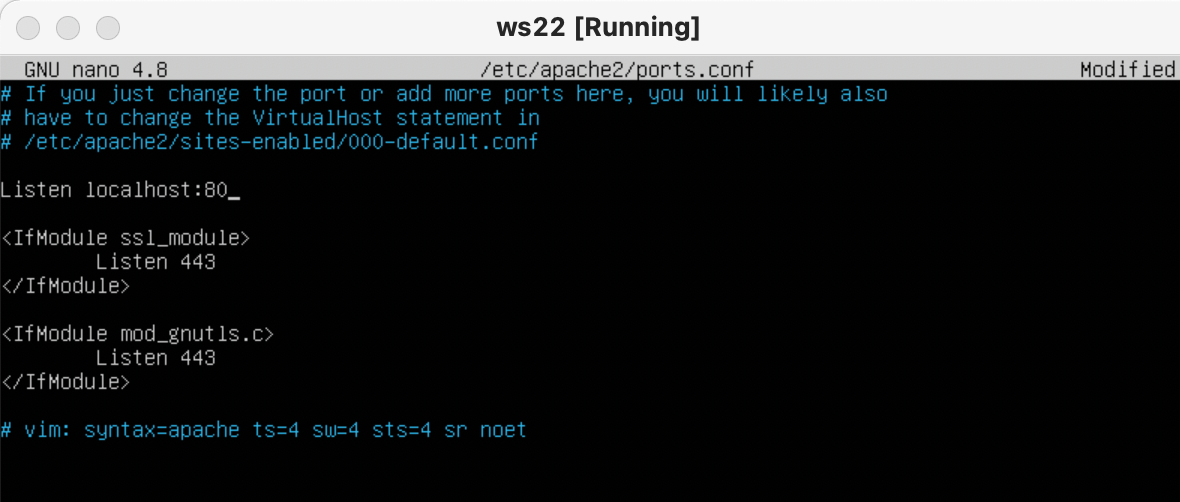 ws22 [Running]
GNU nano 4.8 /etc/apache2/ports.conf Modified
# If you just change the port or add more ports here, you will likely also
# have to change the VirtualHost statement in
# /etc/apache2/sites-enabled/000-default.conf
Listen localhost:80_
<IfModule ssl_module>
Listen 443
</IfModule>
<IfModule mod_gnutls.c>
Listen 443
</IfModule>
# vim: syntax=apache ts=4 sw=4 sts=4 sr noet